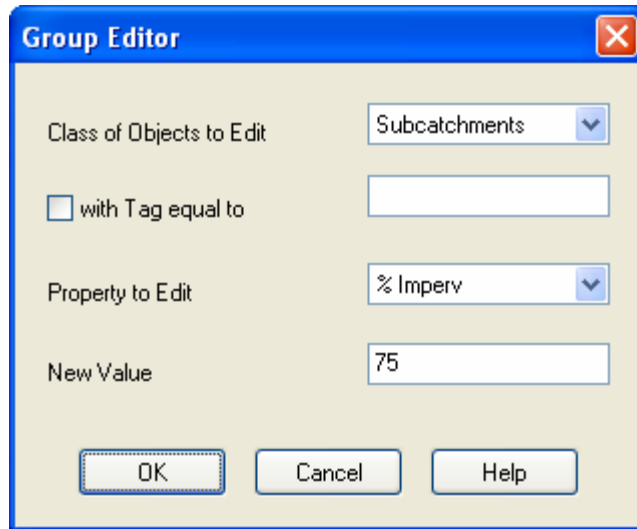 Group Editor
Class of Objects to Edit Subcatchments
with Tag equal to
Property to Edit % Imperv
New Value 75
OK Cancel Help